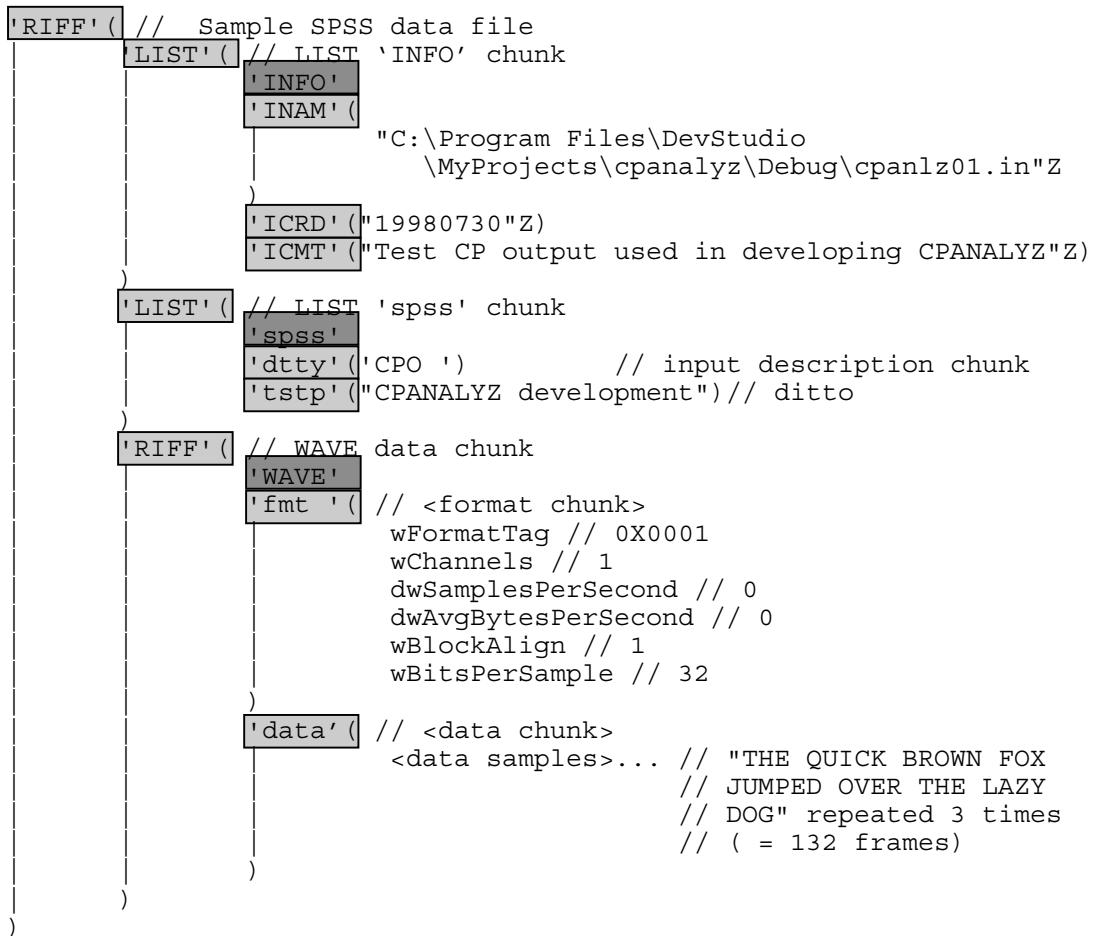 'RIFF'( //  Sample SPSS data file
'LIST'( // LIST ‘INFO’ chunk
'INFO'
'INAM'(
"C:\Program Files\DevStudio
\MyProjects\cpanalyz\Debug\cpanlz01.in"Z
)
'ICRD'("19980730"Z)
'ICMT'("Test CP output used in developing CPANALYZ"Z)
)
'LIST'( // LIST 'spss' chunk
'spss'
'dtty'('CPO ')          // input description chunk
'tstp'("CPANALYZ development")// ditto
)
'RIFF'( // WAVE data chunk
'WAVE'
'fmt '( // <format chunk>
wFormatTag // 0X0001
wChannels // 1
dwSamplesPerSecond // 0
dwAvgBytesPerSecond // 0
wBlockAlign // 1
wBitsPerSample // 32
)
'data’( // <data chunk>
<data samples>... // "THE QUICK BROWN FOX
// JUMPED OVER THE LAZY
// DOG" repeated 3 times
// ( = 132 frames)
)
)
)